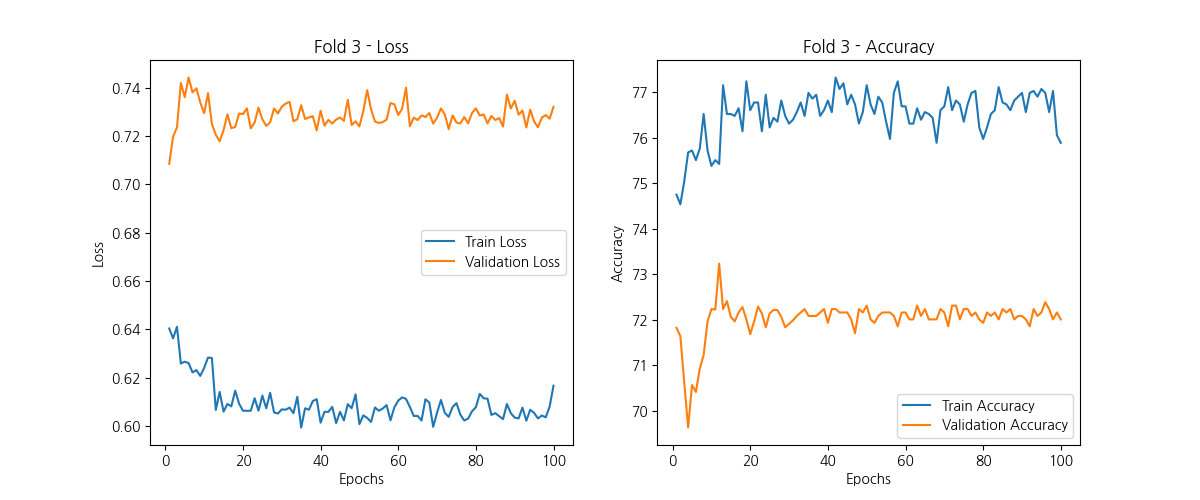 Fold 3 - Loss
0.74
0.72
0.70
0.68
0.66
0.64
0.62
0.60
Loss
0
20
40
60
80
100
Epochs
Train Loss
Validation Loss
Fold 3 - Accuracy
77
76
75
74
73
72
71
70
Accuracy
0
20
40
60
80
100
Epochs
Train Accuracy
Validation Accuracy